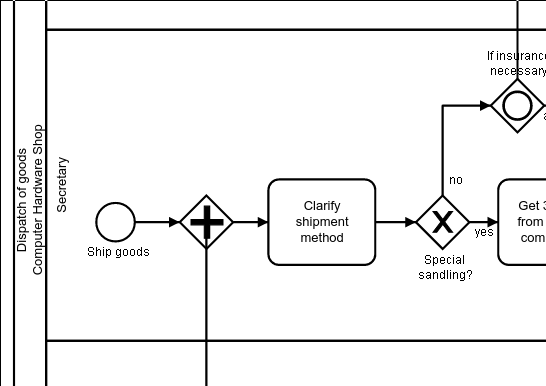 Dispatch of goods
Computer Hardware Shop
Secretary
If insuranc
necessary
no
Clarify
shipment
method
Get 3
from
com
yes
Ship goods
Special
sandling?